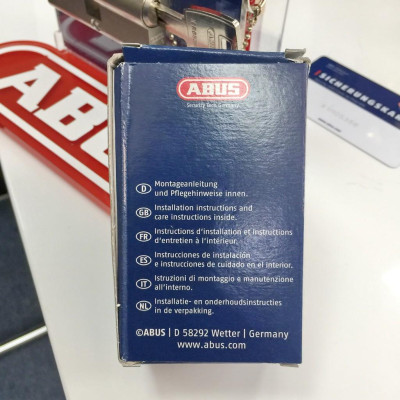 ABUS
Security Tech Germany
D Montageanleitung
und Pflegehinweise innen.
GB Installation instructions and
care instructions inside.
FR Instructions d'installation et instructions
d'entretien à l'intérieur.
ES Instrucciones de instalación
e instrucciones de cuidado en el interior.
IT Istruzioni di montaggio e manutenzione
all'interno.
NL Installatie- en onderhoudsinstructies
in de verpakking.
©ABUS | D 58292 Wetter | Germany
www.abus.com
ABU
SICHERUNGSKA